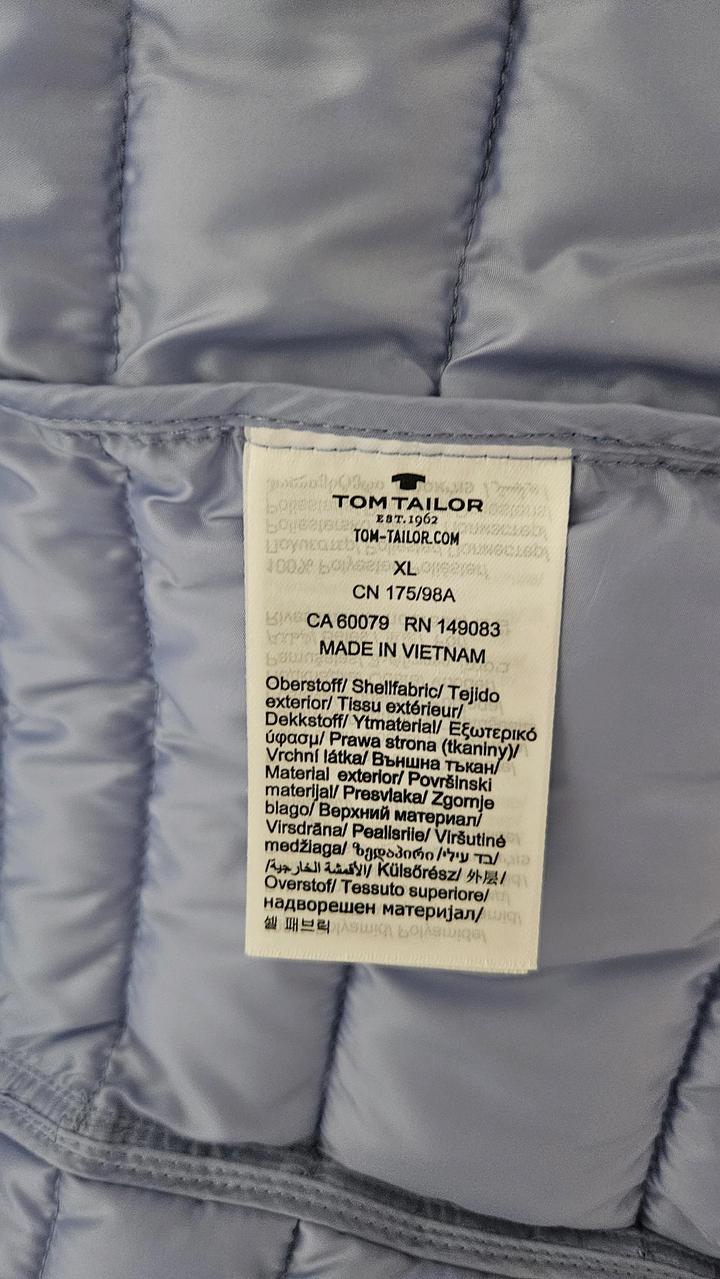 TOM TAILOR
EST. 1962
TOM-TAILOR.COM
XL
CN 175/98A
CA 60079 RN 149083
MADE IN VIETNAM
Oberstoff/ Shellfabric/ Tejido
exterior/ Tissu extérieur/
Dekkstoff/ Ytmaterial/ Εξωτερικό
ύφασμ/ Prawa strona (tkaniny)/
Vrchní látka/ Външна тъкан/
Material exterior/ Površinski
materijal/ Presvlaka/ Zgornje
blago/ Верхний материал/
Virsdrāna/ Pealisriie/ Viršutinė
medžiaga/ ზედაპირი /בד עילי/
/الأقمشة الخارجية/ Külsőrész/ 外层/
Overstof/ Tessuto superiore/
надворешен материјал/
셸 패브릭